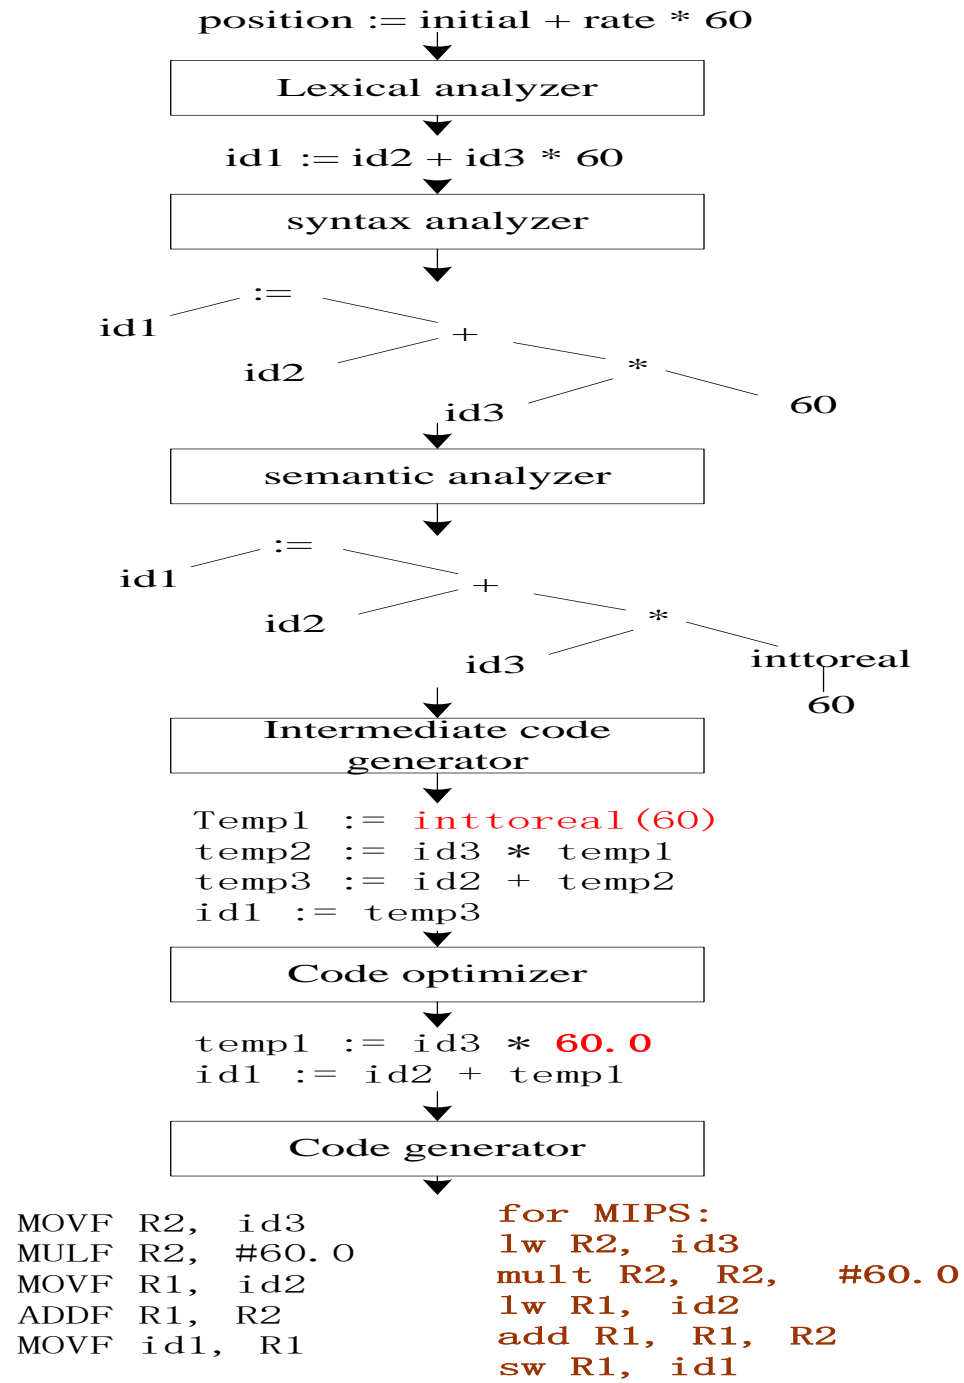 position := initial + rate * 60
Lexical analyzer
id1 := id2 + id3 * 60
syntax analyzer
:=
id1
+
id2
*
id3
60
semantic analyzer
:=
id1
+
id2
*
id3
inttoreal
60
Intermediate code
generator
Temp1 := inttoreal(60)
temp2 := id3 * temp1
temp3 := id2 + temp2
id1 := temp3
Code optimizer
temp1 := id3 * 60.0
id1 := id2 + temp1
Code generator
MOVF R2, id3
MULF R2, #60.0
MOVF R1, id2
ADDF R1, R2
MOVF id1, R1
for MIPS:
lw R2, id3
mult R2, R2, #60.0
lw R1, id2
add R1, R1, R2
sw R1, id1